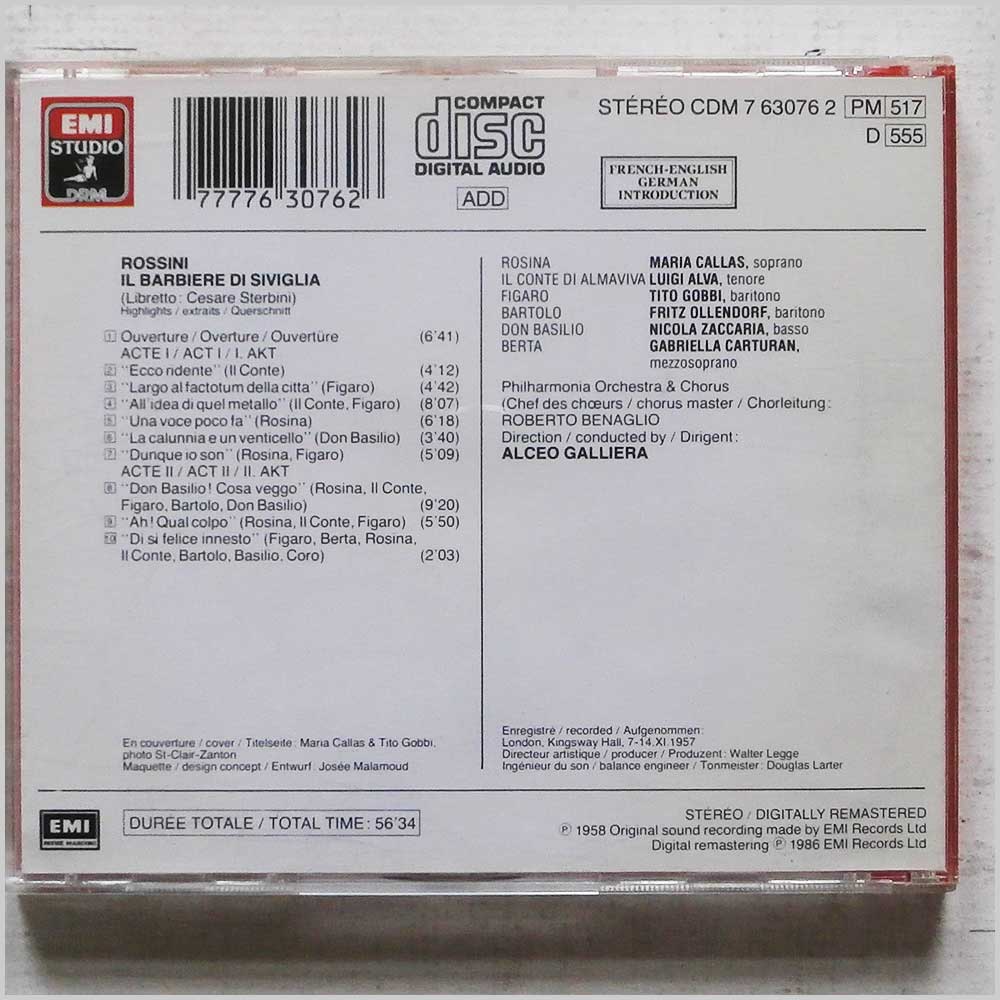 EMI
STUDIO
DRM
77776 30762
COMPACT
disc
DIGITAL AUDIO
ADD
STÉRÉO CDM 7 63076 2 PM 517
D 555
FRENCH-ENGLISH
GERMAN
INTRODUCTION
ROSSINI
IL BARBIERE DI SIVIGLIA
(Libretto: Cesare Sterbini)
Highlights / extraits / Querschnitt
1 Ouverture / Overture / Ouvertüre (6'41)
ACTE I / ACT I / I. AKT
2 "Ecco ridente" (Il Conte) (4'12)
3 "Largo al factotum della citta" (Figaro) (4'42)
4 "All'idea di quel metallo" (Il Conte, Figaro) (8'07)
5 "Una voce poco fa" (Rosina) (6'18)
6 "La calunnia e un venticello" (Don Basilio) (3'40)
7 "Dunque io son" (Rosina, Figaro) (5'09)
ACTE II / ACT II / II. AKT
8 "Don Basilio! Cosa veggo" (Rosina, Il Conte,
Figaro, Bartolo, Don Basilio) (9'20)
9 "Ah! Qual colpo" (Rosina, Il Conte, Figaro) (5'50)
10 "Di si felice innesto" (Figaro, Berta, Rosina,
Il Conte, Bartolo, Basilio, Coro) (2'03)
En couverture / cover / Titelseite: Maria Callas & Tito Gobbi,
photo St-Clair-Zanton
Maquette / design concept / Entwurf: Josée Malamoud
ROSINA MARIA CALLAS, soprano
IL CONTE DI ALMAVIVA LUIGI ALVA, tenore
FIGARO TITO GOBBI, baritono
BARTOLO FRITZ OLLENDORF, baritono
DON BASILIO NICOLA ZACCARIA, basso
BERTA GABRIELLA CARTURAN,
mezzosoprano
Philharmonia Orchestra & Chorus
(Chef des chœurs / chorus master / Chorleitung:
ROBERTO BENAGLIO
Direction / conducted by / Dirigent:
ALCEO GALLIERA
Enregistré / recorded / Aufgenommen:
London, Kingsway Hall, 7-14.XI.1957
Directeur artistique / producer / Produzent: Walter Legge
Ingénieur du son / balance engineer / Tonmeister: Douglas Larter
EMI
DURÉE TOTALE / TOTAL TIME: 56'34
STÉRÉO / DIGITALLY REMASTERED
℗ 1958 Original sound recording made by EMI Records Ltd
Digital remastering ℗ 1986 EMI Records Ltd